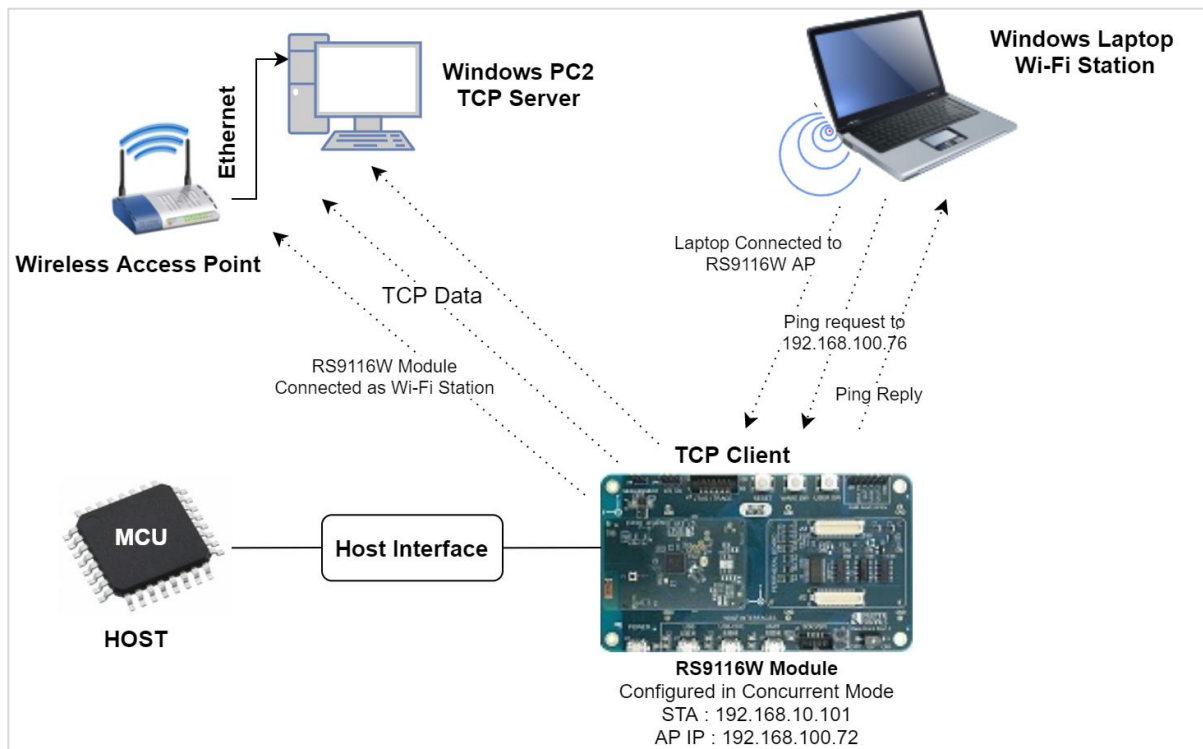 Windows PC2
TCP Server
Windows Laptop
Wi-Fi Station
Ethernet
Wireless Access Point
Laptop Connected to
RS9116W AP
TCP Data
Ping request to
192.168.100.76
RS9116W Module
Connected as Wi-Fi Station
Ping Reply
TCP Client
MCU
Host Interface
HOST
RESET
POWER
RS9116W Module
Configured in Concurrent Mode
STA : 192.168.10.101
AP IP : 192.168.100.72